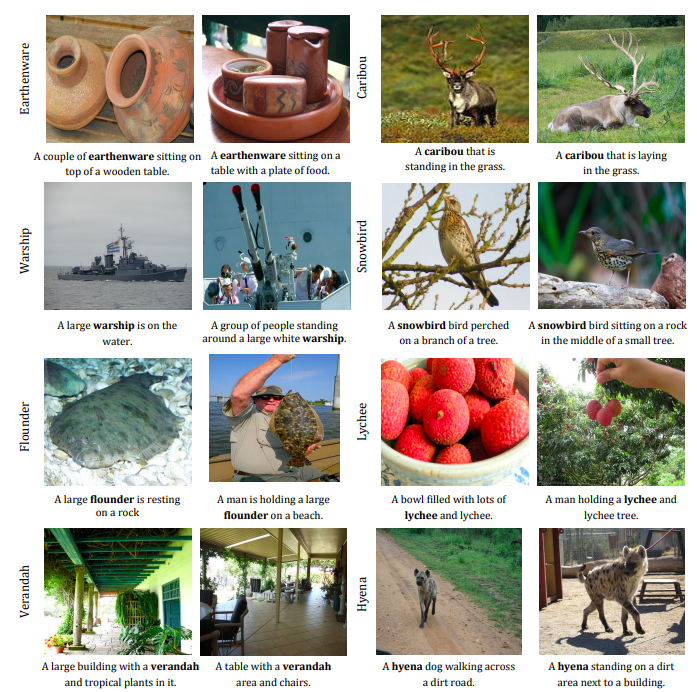 Earthenware
A couple of earthenware sitting on
top of a wooden table.
A earthenware sitting on a
table with a plate of food.
Caribou
A caribou that is
standing in the grass.
A caribou that is laying
in the grass.
Warship
A large warship is on the
water.
A group of people standing
around a large white warship.
Snowbird
A snowbird bird perched
on a branch of a tree.
A snowbird bird sitting on a rock
in the middle of a small tree.
Flounder
A large flounder is resting
on a rock
A man is holding a large
flounder on a beach.
Lychee
A bowl filled with lots of
lychee and lychee.
A man holding a lychee and
lychee tree.
Verandah
A large building with a verandah
and tropical plants in it.
A table with a verandah
area and chairs.
Hyena
A hyena dog walking across
a dirt road.
A hyena standing on a dirt
area next to a building.